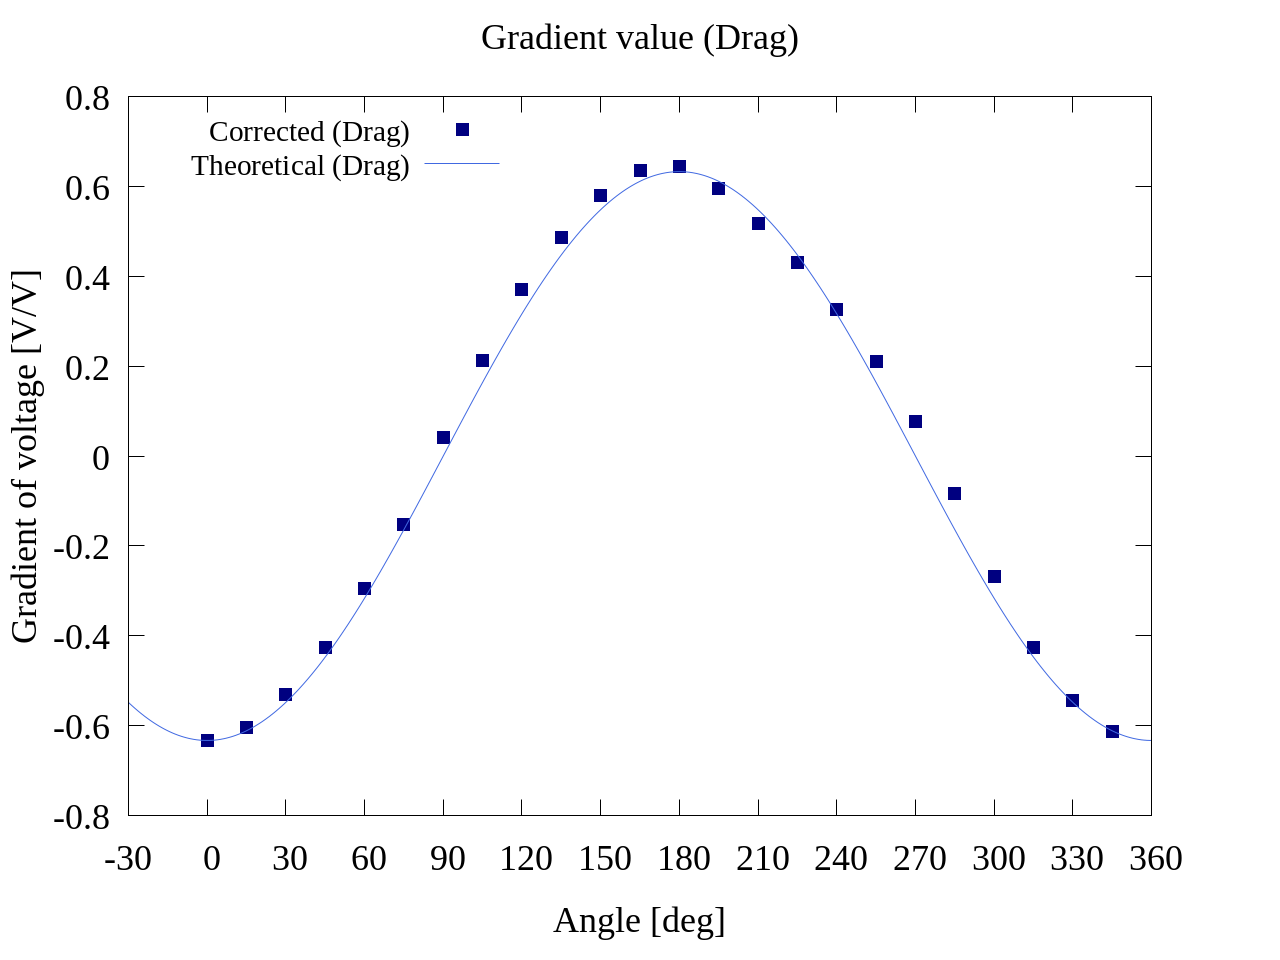 Gradient value (Drag)
Corrected (Drag)
Theoretical (Drag)
Gradient of voltage [V/V]
0.8
0.6
0.4
0.2
0
-0.2
-0.4
-0.6
-0.8
-30 0 30 60 90 120 150 180 210 240 270 300 330 360
Angle [deg]